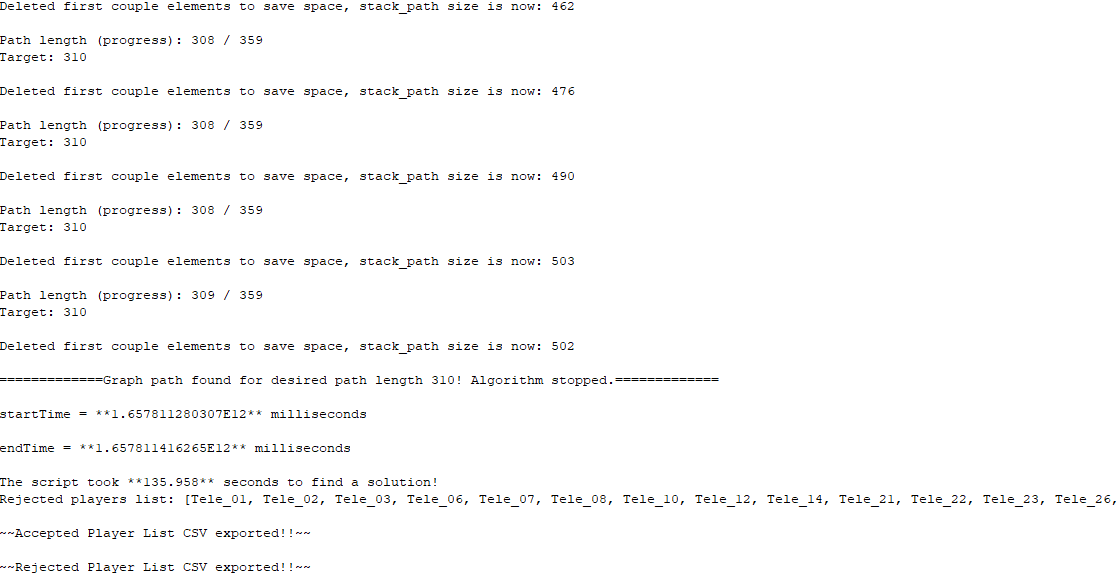 Deleted first couple elements to save space, stack_path size is now: 462
Path length (progress): 308 / 359
Target: 310
Deleted first couple elements to save space, stack_path size is now: 476
Path length (progress): 308 / 359
Target: 310
Deleted first couple elements to save space, stack_path size is now: 490
Path length (progress): 308 / 359
Target: 310
Deleted first couple elements to save space, stack_path size is now: 503
Path length (progress): 309 / 359
Target: 310
Deleted first couple elements to save space, stack_path size is now: 502
=============Graph path found for desired path length 310! Algorithm stopped.=============
startTime = **1.657811280307E12** milliseconds
endTime = **1.657811416265E12** milliseconds
The script took **135.958** seconds to find a solution!
Rejected players list: [Tele_01, Tele_02, Tele_03, Tele_06, Tele_07, Tele_08, Tele_10, Tele_12, Tele_14, Tele_21, Tele_22, Tele_23, Tele_26,
~~Accepted Player List CSV exported!!~~
~~Rejected Player List CSV exported!!~~